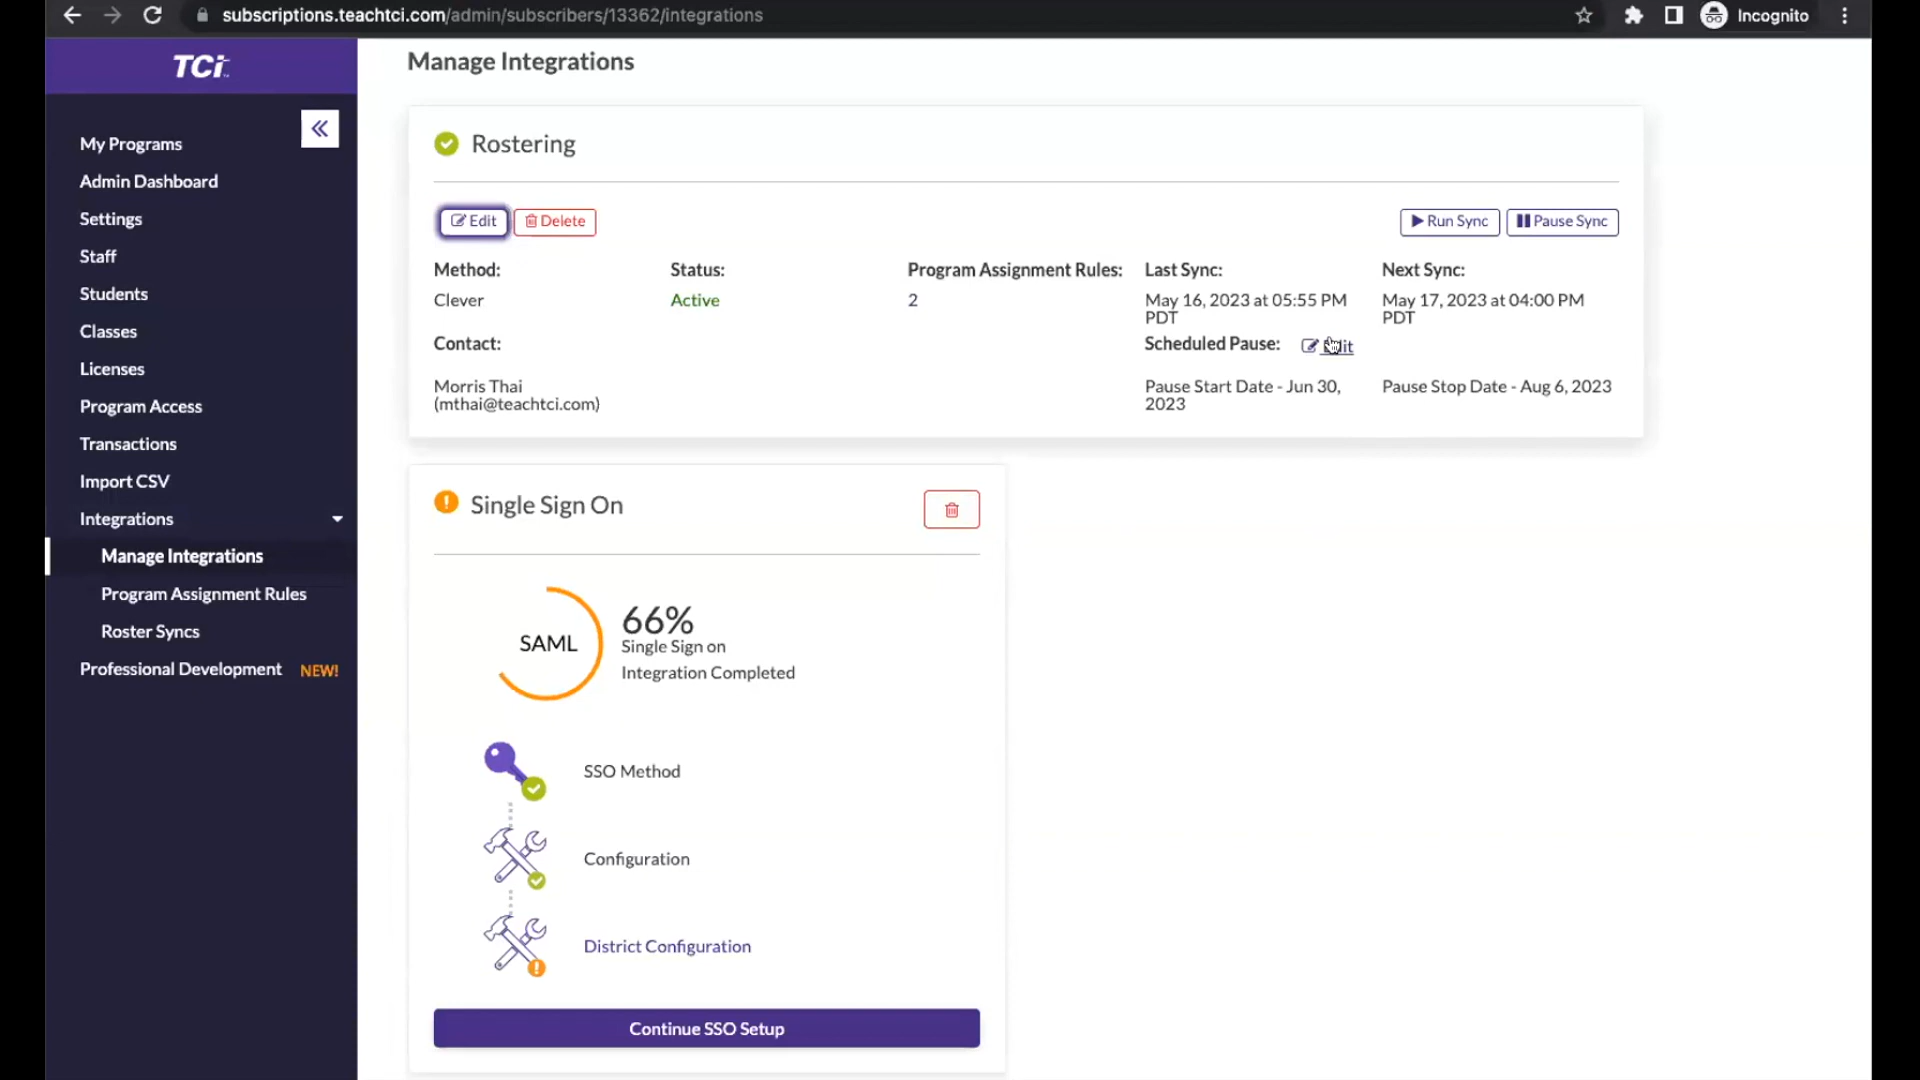 subscriptions.teachtci.com/admin/subscribers/13362/integrations
Incognito
TCi
My Programs
Admin Dashboard
Settings
Staff
Students
Classes
Licenses
Program Access
Transactions
Import CSV
Integrations
Manage Integrations
Program Assignment Rules
Roster Syncs
Professional Development NEW!
Manage Integrations
Rostering
Edit Delete
Run Sync Pause Sync
Method: Status: Program Assignment Rules: Last Sync: Next Sync:
Clever Active 2 May 16, 2023 at 05:55 PM May 17, 2023 at 04:00 PM
PDT PDT
Contact: Scheduled Pause: Edit
Morris Thai Pause Start Date - Jun 30, Pause Stop Date - Aug 6, 2023
(mthai@teachtci.com) 2023
Single Sign On
SAML
66%
Single Sign on
Integration Completed
SSO Method
Configuration
District Configuration
Continue SSO Setup